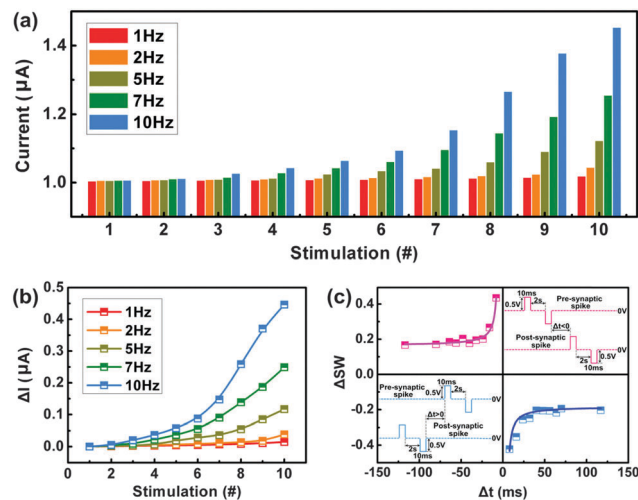 (a)
1Hz
2Hz
5Hz
7Hz
10Hz
Current ( μA)
1.4
1.2
1.0
1 2 3 4 5 6 7 8 9 10
Stimulation (#)
(b)
1Hz
2Hz
5Hz
7Hz
10Hz
ΔI (μA)
0.5
0.4
0.3
0.2
0.1
0.0
0 2 4 6 8 10
Stimulation (#)
(c)
ΔSW
0.4
0.2
0.0
-0.2
-0.4
-0.6
-150 -100 -50 0 50 100 150
Δt (ms)
10ms
0.5V
2s
Pre-synaptic
spike
0V
Δt<0
Post-synaptic
spike
0V
2s
0.5V
10ms
Pre-synaptic
spike
10ms
0.5V
2s
0V
Δt>0
Post-synaptic
spike
0V
2s
0.5V
10ms